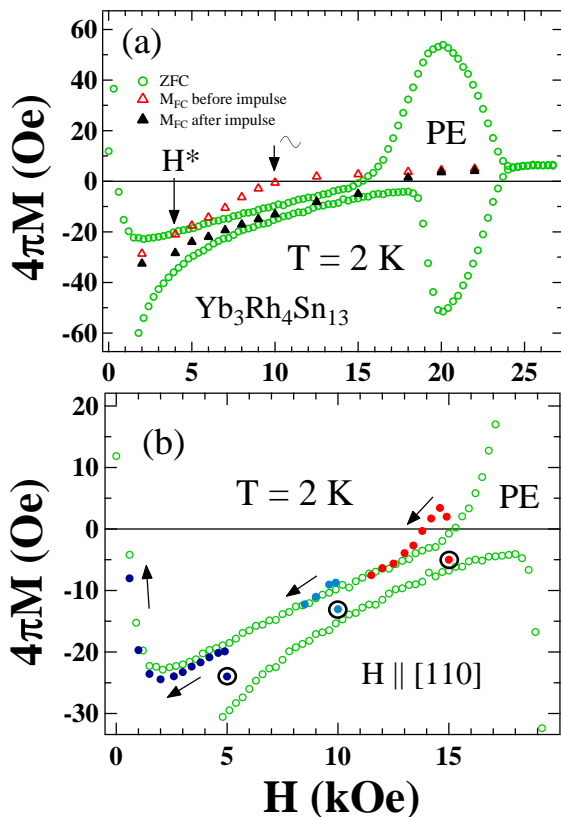 (a)
ZFC
M_FC before impulse
M_FC after impulse
H*
PE
T = 2 K
Yb₃Rh₄Sn₁₃
4πM (Oe)
60
40
20
0
-20
-40
-60
0 5 10 15 20 25
(b)
T = 2 K
PE
H || [110]
4πM (Oe)
20
10
0
-10
-20
-30
0 5 10 15
H (kOe)